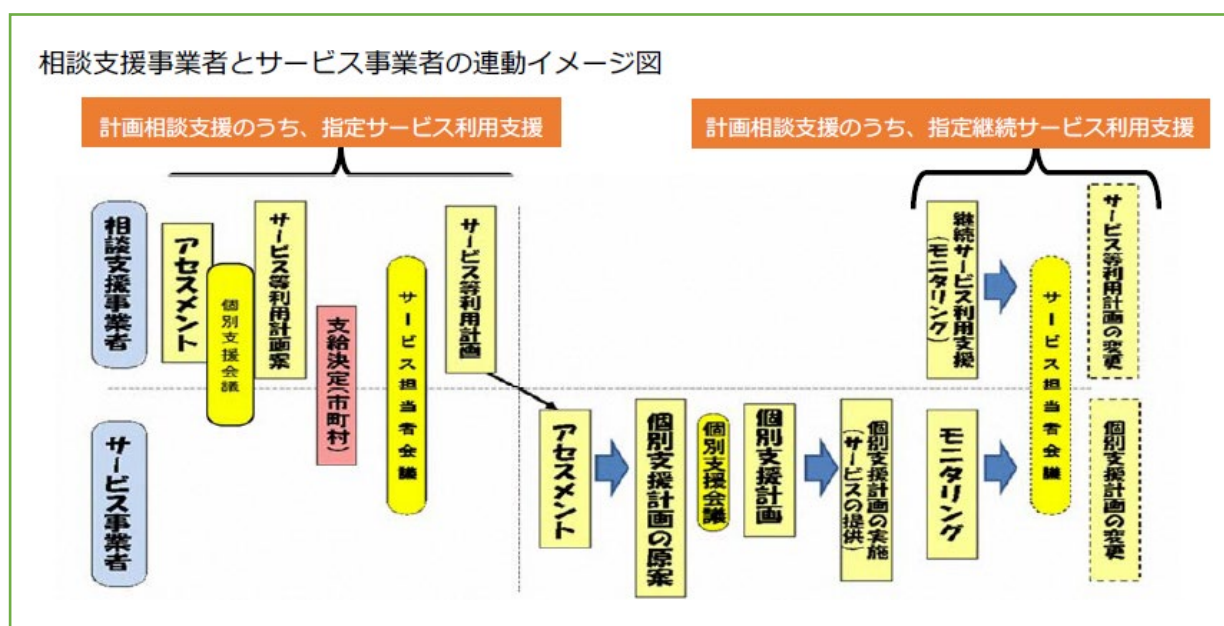 相談支援事業者とサービス事業者の連動イメージ図
計画相談支援のうち、指定サービス利用支援
計画相談支援のうち、指定継続サービス利用支援
相談支援事業者
アセスメント
個別支援会議
サービス等利用計画案
支給決定(市町村)
サービス担当者会議
サービス等利用計画
継続サービス利用支援
(モニタリング)
サービス担当者会議
サービス等利用計画の変更
サービス事業者
アセスメント
個別支援計画の原案
個別支援会議
個別支援計画
個別支援計画の実施
(サービスの提供)
モニタリング
個別支援計画の変更